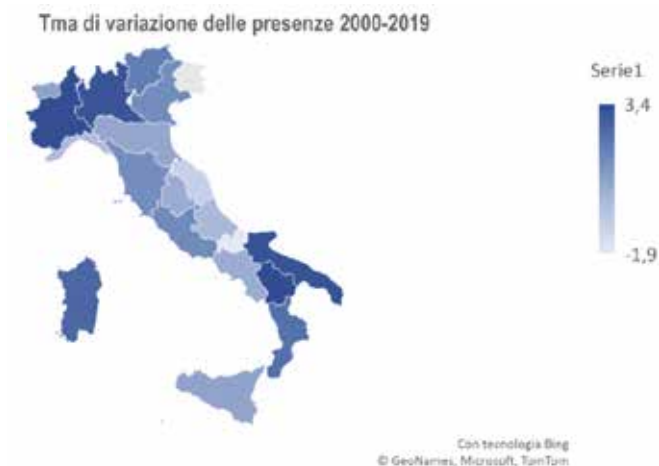 Tma di variazione delle presenze 2000-2019
Serie1
3,4
-1,9
Con tecnologia Bing
© GeoNames, Microsoft, TomTom